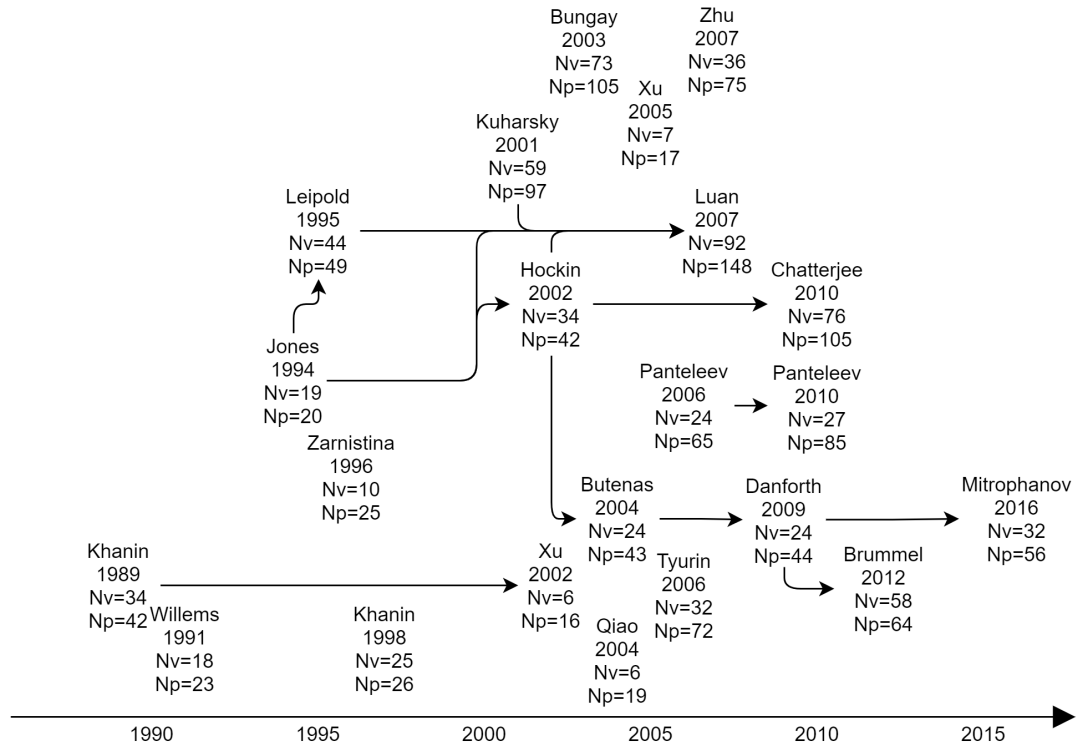 Bungay
2003
Nv=73
Np=105
Zhu
2007
Nv=36
Np=75
Xu
2005
Nv=7
Np=17
Kuharsky
2001
Nv=59
Np=97
Leipold
1995
Nv=44
Np=49
Luan
2007
Nv=92
Np=148
Hockin
2002
Nv=34
Np=42
Chatterjee
2010
Nv=76
Np=105
Jones
1994
Nv=19
Np=20
Panteleev
2006
Nv=24
Np=65
Panteleev
2010
Nv=27
Np=85
Zarnistina
1996
Nv=10
Np=25
Butenas
2004
Nv=24
Np=43
Danforth
2009
Nv=24
Np=44
Mitrophanov
2016
Nv=32
Np=56
Khanin
1989
Nv=34
Np=42
Xu
2002
Nv=6
Np=16
Tyurin
2006
Nv=32
Np=72
Brummel
2012
Nv=58
Np=64
Willems
1991
Nv=18
Np=23
Khanin
1998
Nv=25
Np=26
Qiao
2004
Nv=6
Np=19
1990 1995 2000 2005 2010 2015